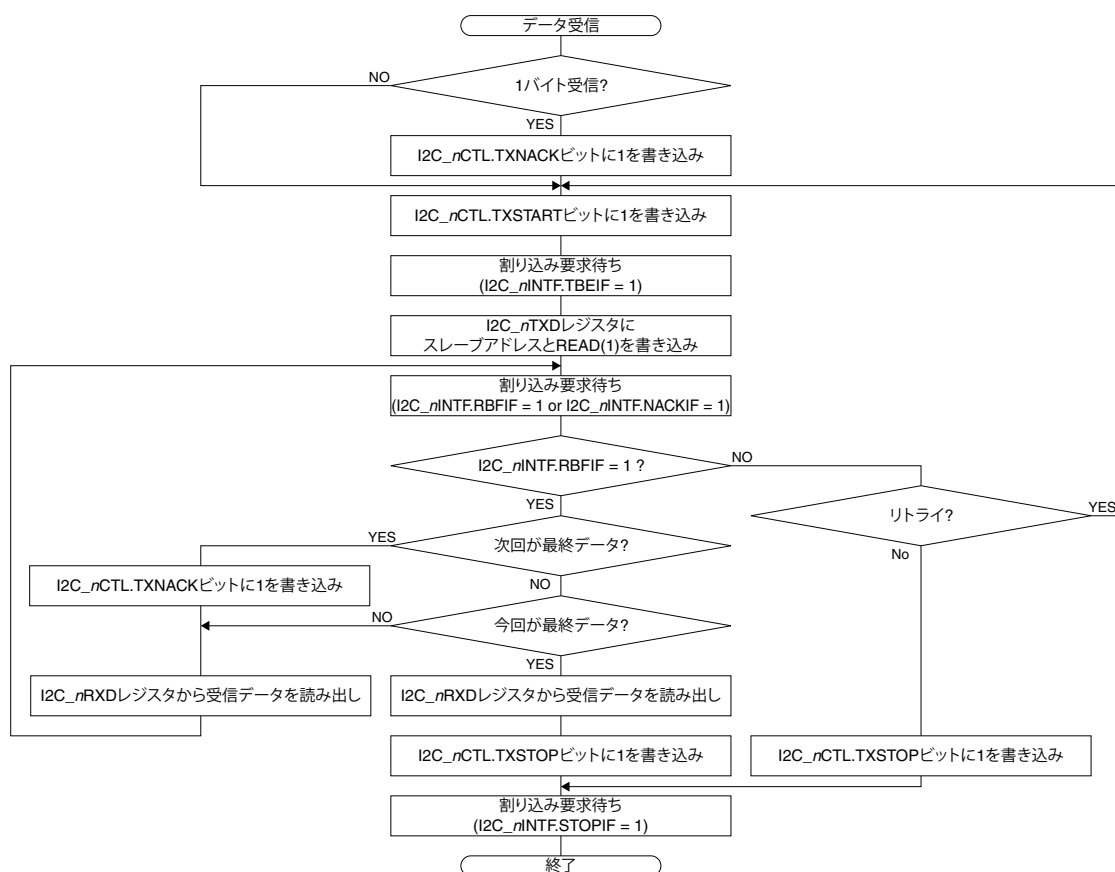 データ受信
1バイト受信?
NO
YES
I2C_nCTL.TXNACKビットに1を書き込み
I2C_nCTL.TXSTARTビットに1を書き込み
割り込み要求待ち
(I2C_nINTF.TBEIF = 1)
I2C_nTXDレジスタに
スレーブアドレスとREAD(1)を書き込み
割り込み要求待ち
(I2C_nINTF.RBFIF = 1 or I2C_nINTF.NACKIF = 1)
I2C_nINTF.RBFIF = 1 ?
NO
YES
リトライ?
YES
No
次回が最終データ?
YES
NO
I2C_nCTL.TXNACKビットに1を書き込み
今回が最終データ?
NO
YES
I2C_nRXDレジスタから受信データを読み出し
I2C_nRXDレジスタから受信データを読み出し
I2C_nCTL.TXSTOPビットに1を書き込み
I2C_nCTL.TXSTOPビットに1を書き込み
割り込み要求待ち
(I2C_nINTF.STOPIF = 1)
終了